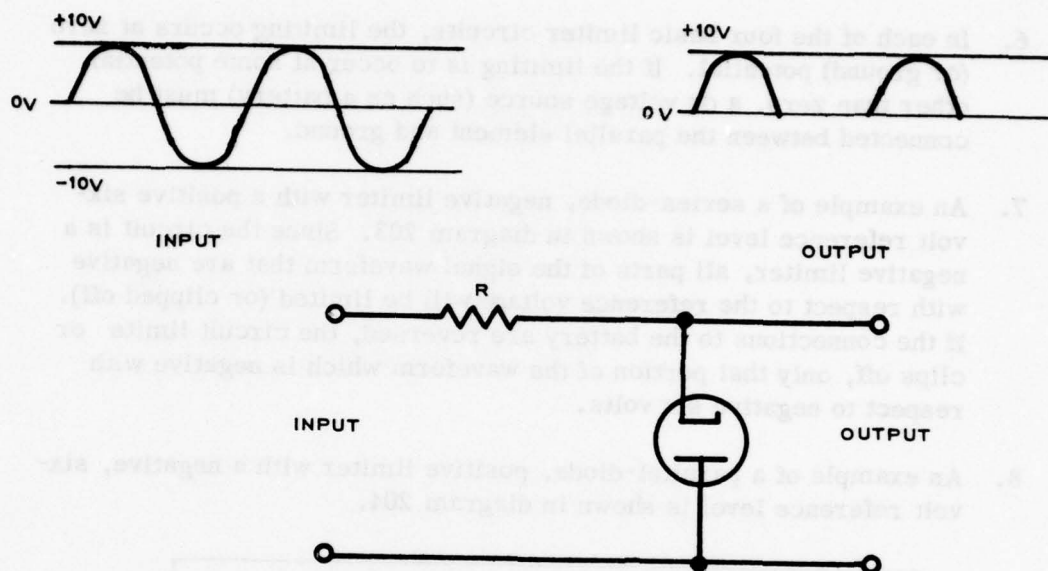 +10V
0V
-10V
INPUT
+10V
0V
OUTPUT
R
INPUT
OUTPUT
6. In each of the four basic limiter circuits, the limiting occurs at zero
(or ground) potential. If the limiting is to occur at some potential
other than zero, a dc voltage source (such as a battery) must be
connected between the parallel element and ground.
7. An example of a series-diode, negative limiter with a positive six-
volt reference level is shown in diagram 203. Since the circuit is a
negative limiter, all parts of the signal waveform that are negative
with respect to the reference voltage will be limited (or clipped off).
If the connections to the battery are reversed, the circuit limits or
clips off, only that portion of the waveform which is negative with
respect to negative six volts.
8. An example of a parallel-diode, positive limiter with a negative, six-
volt reference level is shown in diagram 204.